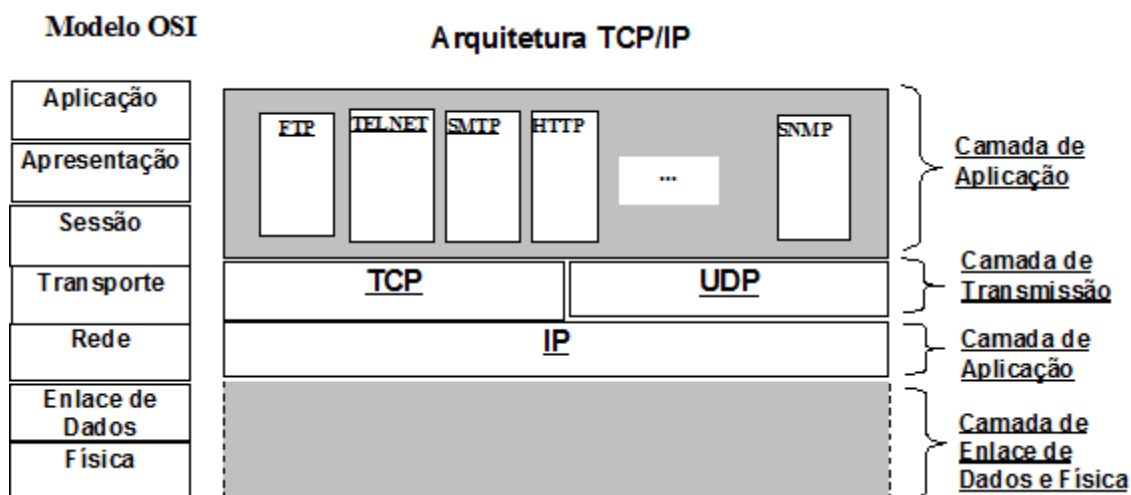 Modelo OSI
Arquitetura TCP/IP
Aplicação
Apresentação
Sessão
Transporte
Rede
Enlace de
Dados
Física
FTP
TELNET
SMTP
HTTP
...
SNMP
TCP
UDP
IP
Camada de
Aplicação
Camada de
Transmissão
Camada de
Aplicação
Camada de
Enlace de
Dados e Física